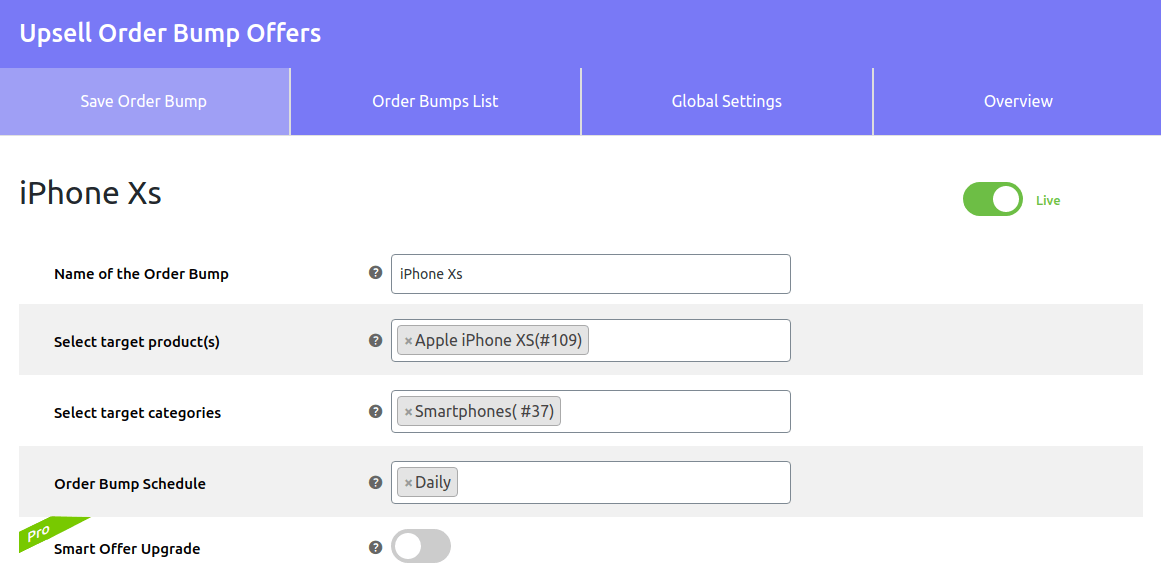 Upsell Order Bump Offers
Save Order Bump
Order Bumps List
Global Settings
Overview
iPhone Xs
Live
Name of the Order Bump
? iPhone Xs
Select target product(s)
? ×Apple iPhone XS(#109)
Select target categories
? ×Smartphones( #37)
Order Bump Schedule
? ×Daily
Pro
Smart Offer Upgrade
?